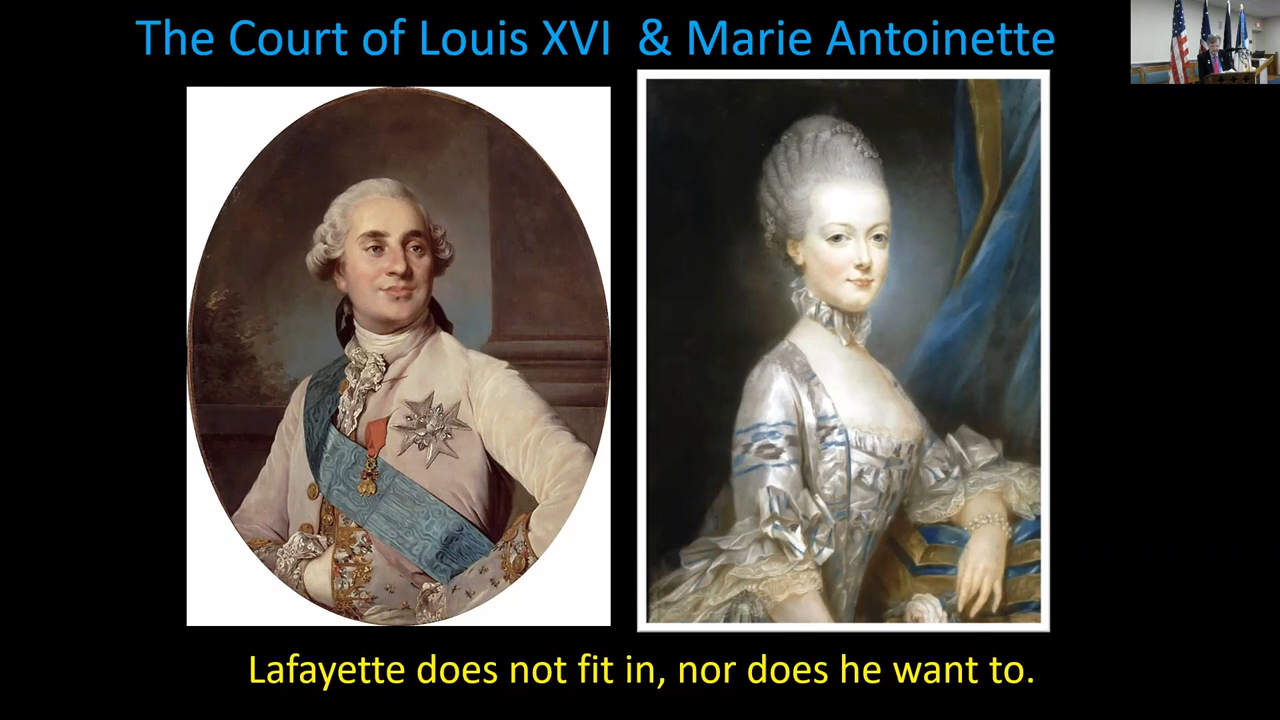 The Court of Louis XVI & Marie Antoinette
Lafayette does not fit in, nor does he want to.